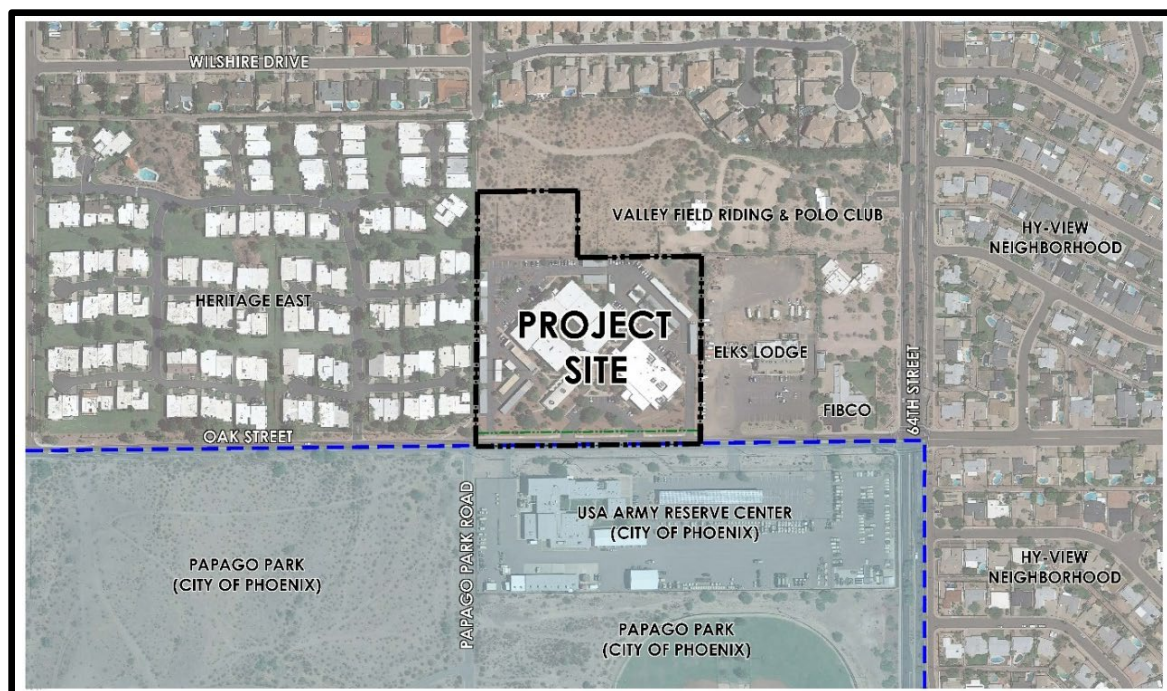 WILSHIRE DRIVE
VALLEY FIELD RIDING & POLO CLUB
HY-VIEW
NEIGHBORHOOD
HERITAGE EAST
PROJECT
SITE
ELKS LODGE
FIBCO
64TH STREET
OAK STREET
PAPAGO PARK ROAD
USA ARMY RESERVE CENTER
(CITY OF PHOENIX)
PAPAGO PARK
(CITY OF PHOENIX)
HY-VIEW
NEIGHBORHOOD
PAPAGO PARK
(CITY OF PHOENIX)